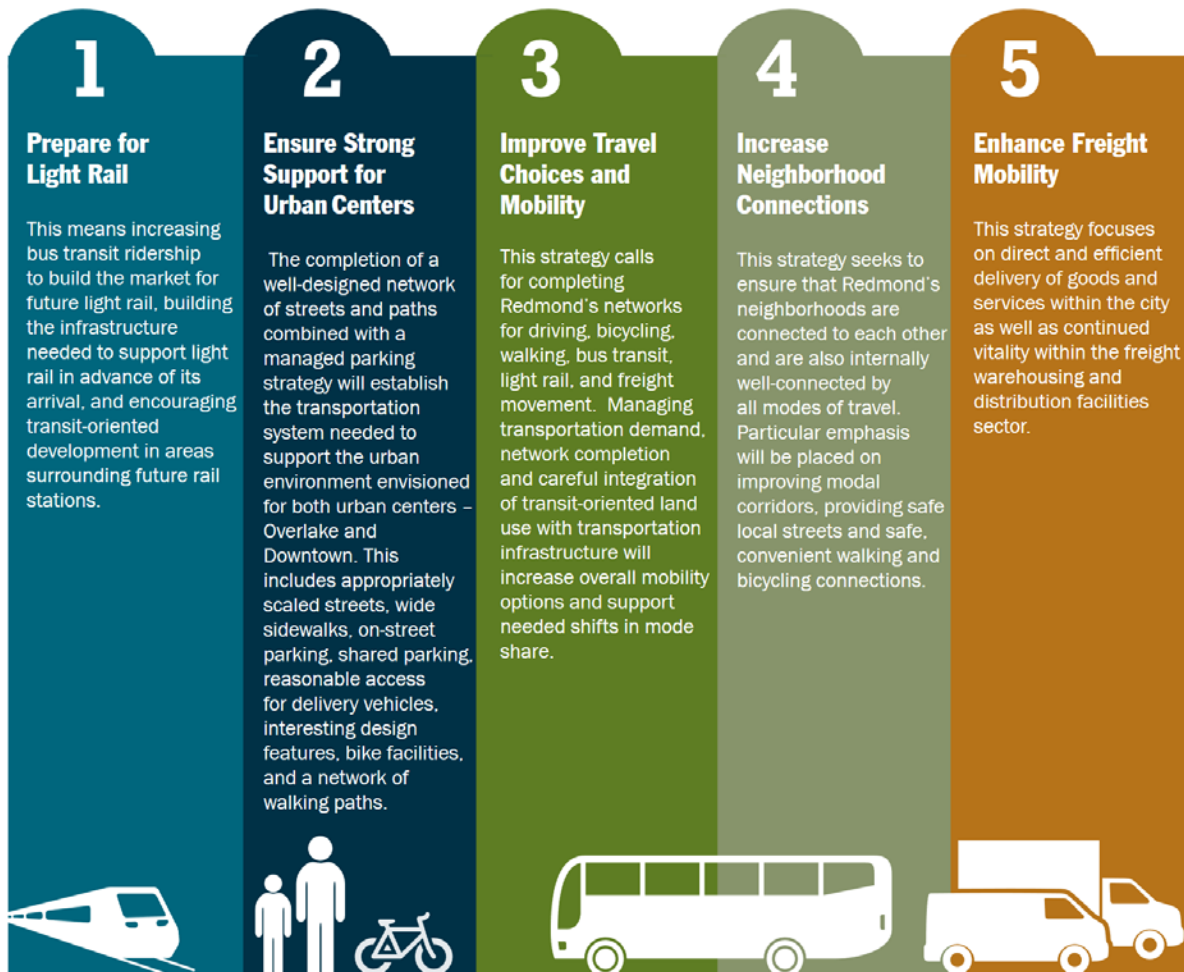 1
Prepare for
Light Rail
This means increasing
bus transit ridership
to build the market for
future light rail, building
the infrastructure
needed to support light
rail in advance of its
arrival, and encouraging
transit-oriented
development in areas
surrounding future rail
stations.
2
Ensure Strong
Support for
Urban Centers
The completion of a
well-designed network
of streets and paths
combined with a
managed parking
strategy will establish
the transportation
system needed to
support the urban
environment envisioned
for both urban centers –
Overlake and
Downtown. This
includes appropriately
scaled streets, wide
sidewalks, on-street
parking, shared parking,
reasonable access
for delivery vehicles,
interesting design
features, bike facilities,
and a network of
walking paths.
3
Improve Travel
Choices and
Mobility
This strategy calls
for completing
Redmond's networks
for driving, bicycling,
walking, bus transit,
light rail, and freight
movement. Managing
transportation demand,
network completion
and careful integration
of transit-oriented land
use with transportation
infrastructure will
increase overall mobility
options and support
needed shifts in mode
share.
4
Increase
Neighborhood
Connections
This strategy seeks to
ensure that Redmond's
neighborhoods are
connected to each other
and are also internally
well-connected by
all modes of travel.
Particular emphasis
will be placed on
improving modal
corridors, providing safe
local streets and safe,
convenient walking and
bicycling connections.
5
Enhance Freight
Mobility
This strategy focuses
on direct and efficient
delivery of goods and
services within the city
as well as continued
vitality within the freight
warehousing and
distribution facilities
sector.